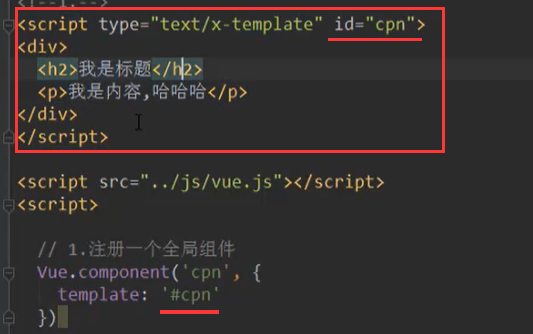 <!--1.-->
<script type="text/x-template" id="cpn">
<div>
<h2>我是标题</h2>
<p>我是内容,哈哈哈</p>
</div>
</script>
<script src="../js/vue.js"></script>
<script>
// 1.注册一个全局组件
Vue.component('cpn', {
template: '#cpn'
})